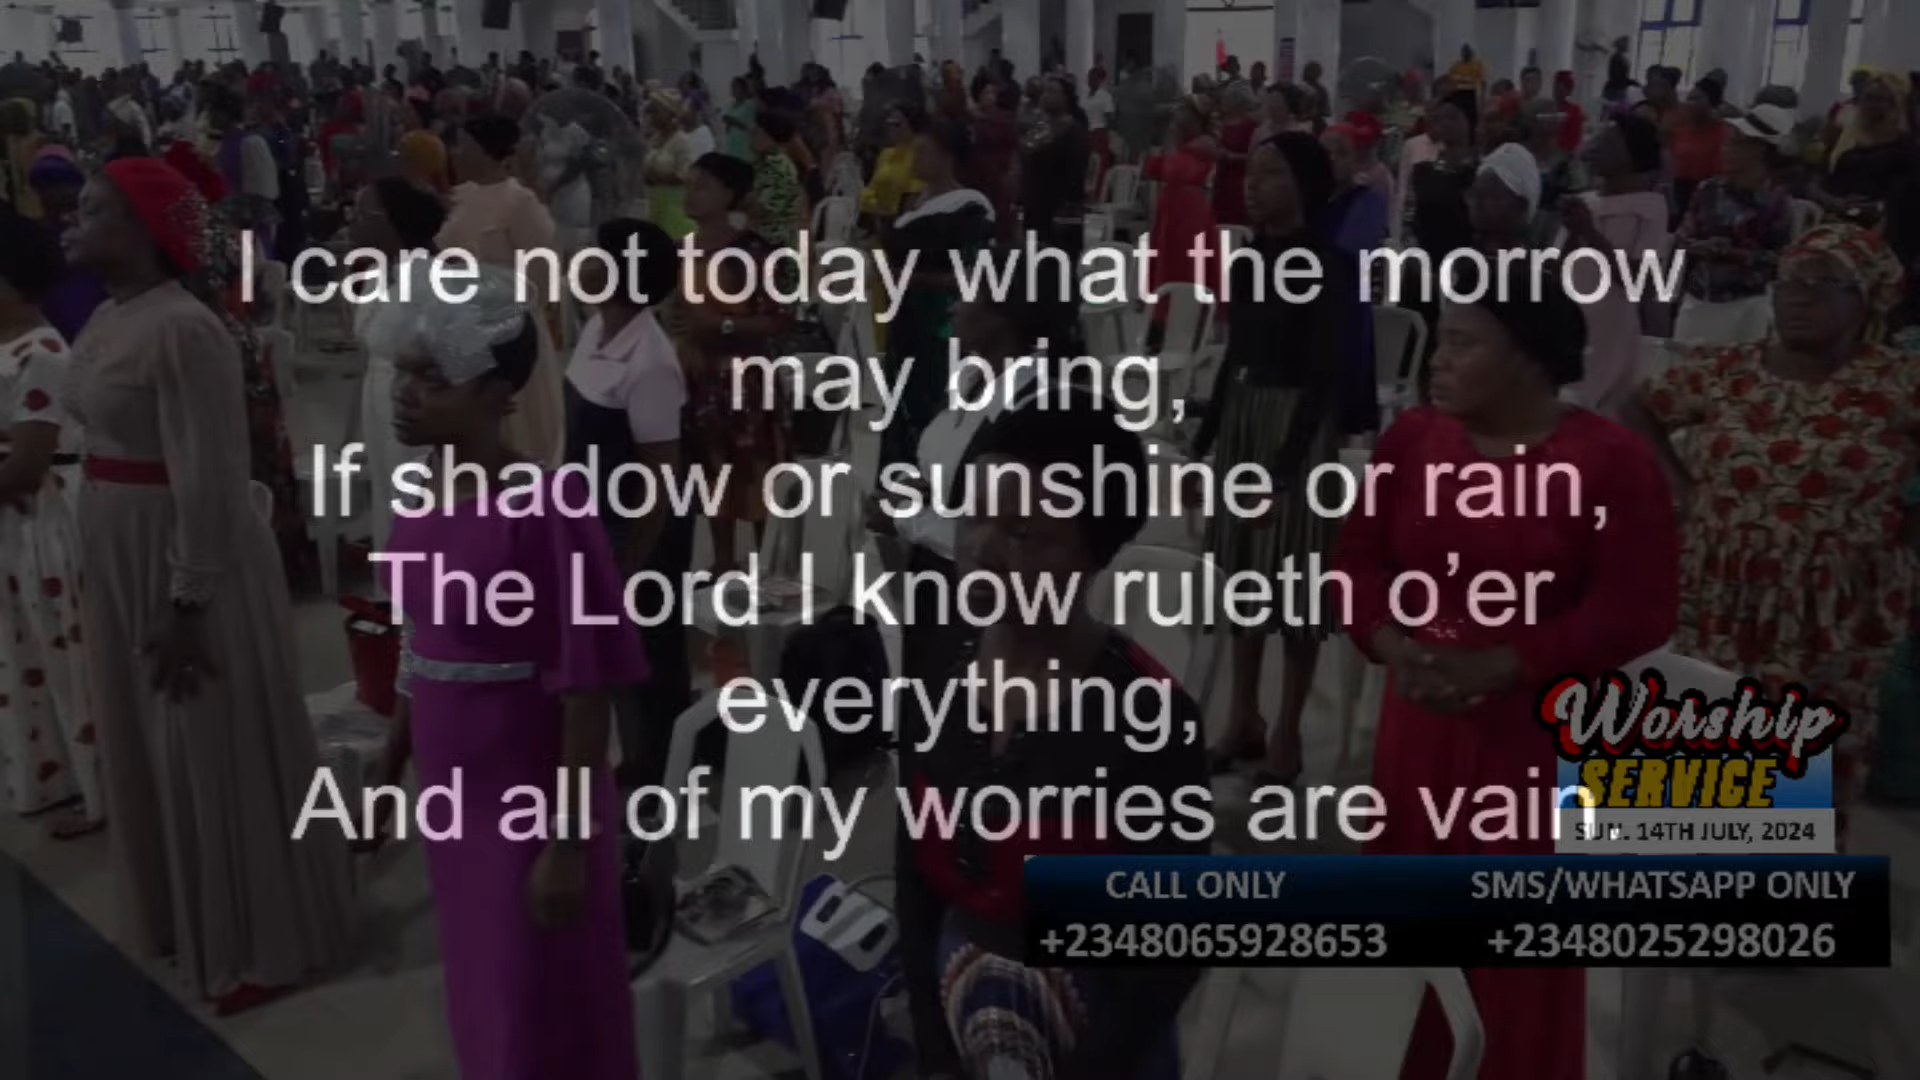 I care not today what the morrow
may bring,
If shadow or sunshine or rain,
The Lord I know ruleth o’er
everything,
And all of my worries are vain.
Worship
SERVICE
SUN. 14TH JULY, 2024
CALL ONLY
SMS/WHATSAPP ONLY
+2348065928653
+2348025298026